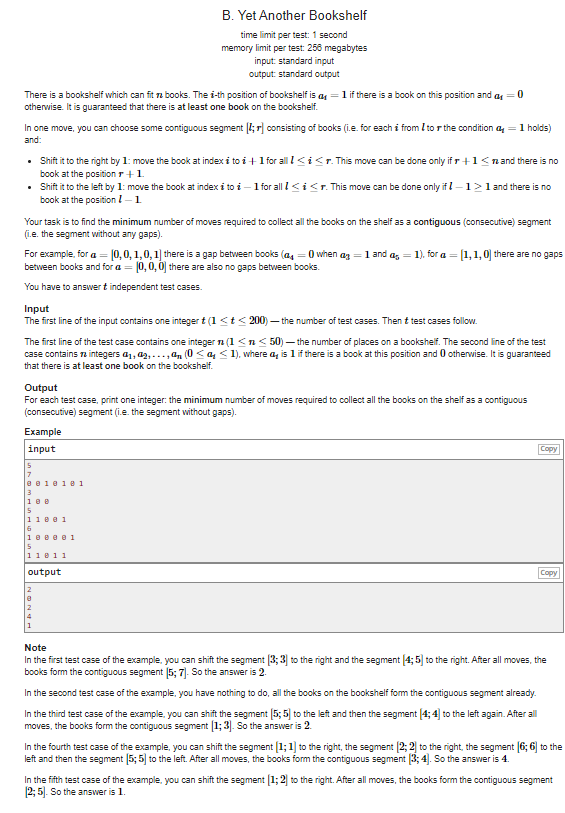 B. Yet Another Bookshelf
time limit per test: 1 second
memory limit per test: 256 megabytes
input: standard input
output: standard output
There is a bookshelf which can fit n books. The i-th position of bookshelf is a_i = 1 if there is a book on this position and a_i = 0
otherwise. It is guaranteed that there is at least one book on the bookshelf.
In one move, you can choose some contiguous segment [l; r] consisting of books (i.e. for each i from l to r the condition a_i = 1 holds)
and:
• Shift it to the right by 1: move the book at index i to i + 1 for all l ≤ i ≤ r. This move can be done only if r + 1 ≤ n and there is no
book at the position r + 1.
• Shift it to the left by 1: move the book at index i to i − 1 for all l ≤ i ≤ r. This move can be done only if l − 1 ≥ 1 and there is no
book at the position l − 1.
Your task is to find the minimum number of moves required to collect all the books on the shelf as a contiguous (consecutive) segment
(i.e. the segment without any gaps).
For example, for a = [0, 0, 1, 0, 1] there is a gap between books (a_4 = 0 when a_3 = 1 and a_5 = 1), for a = [1, 1, 0] there are no gaps
between books and for a = [0, 0, 0] there are also no gaps between books.
You have to answer t independent test cases.
Input
The first line of the input contains one integer t (1 ≤ t ≤ 200) — the number of test cases. Then t test cases follow.
The first line of the test case contains one integer n (1 ≤ n ≤ 50) — the number of places on a bookshelf. The second line of the test
case contains n integers a_1, a_2, ..., a_n (0 ≤ a_i ≤ 1), where a_i is 1 if there is a book at this position and 0 otherwise. It is guaranteed
that there is at least one book on the bookshelf.
Output
For each test case, print one integer: the minimum number of moves required to collect all the books on the shelf as a contiguous
(consecutive) segment (i.e. the segment without gaps).
Example
input
Copy
5
7
0 0 1 0 1 0 1
3
1 0 0
5
1 1 0 0 1
6
1 0 0 0 0 1
5
1 1 0 1 1
output
Copy
2
0
2
4
1
Note
In the first test case of the example, you can shift the segment [3; 3] to the right and the segment [4; 5] to the right. After all moves, the
books form the contiguous segment [5; 7]. So the answer is 2.
In the second test case of the example, you have nothing to do, all the books on the bookshelf form the contiguous segment already.
In the third test case of the example, you can shift the segment [5; 5] to the left and then the segment [4; 4] to the left again. After all
moves, the books form the contiguous segment [1; 3]. So the answer is 2.
In the fourth test case of the example, you can shift the segment [1; 1] to the right, the segment [2; 2] to the right, the segment [6; 6] to the
left and then the segment [5; 5] to the left. After all moves, the books form the contiguous segment [3; 4]. So the answer is 4.
In the fifth test case of the example, you can shift the segment [1; 2] to the right. After all moves, the books form the contiguous segment
[2; 5]. So the answer is 1.